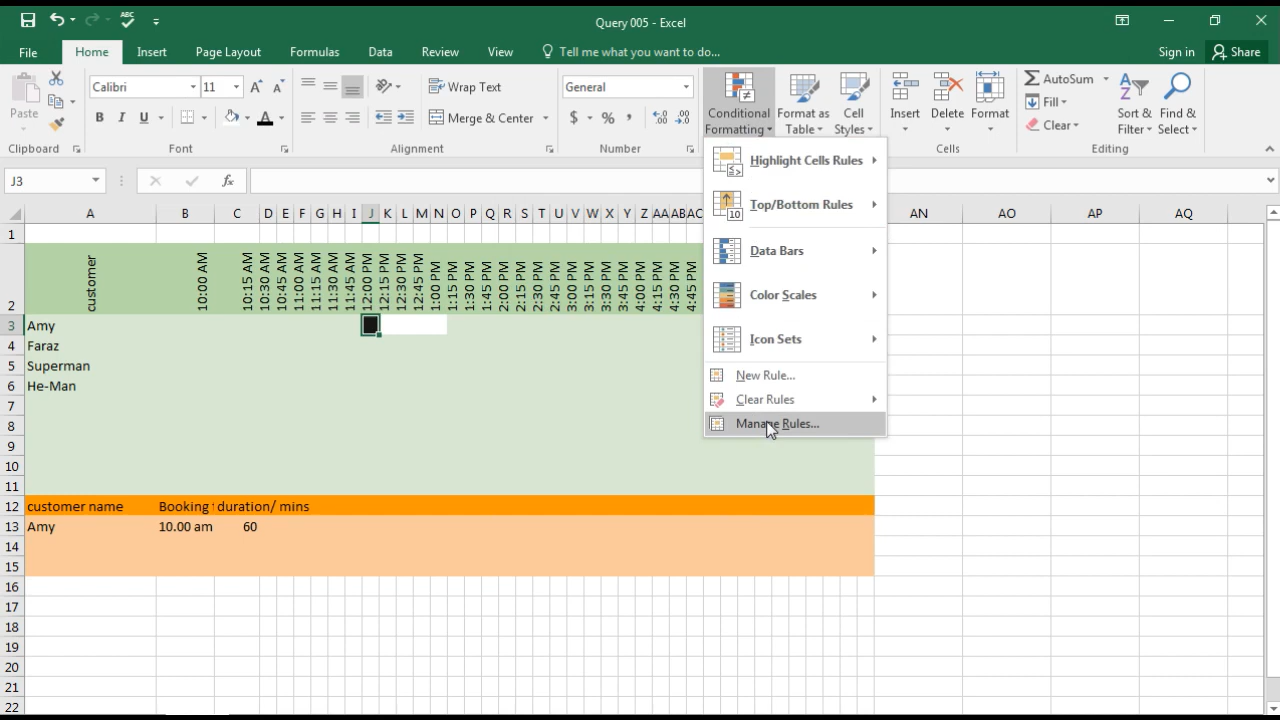 ABC
Query 005 - Excel
File Home Insert Page Layout Formulas Data Review View Tell me what you want to do... Sign in Share
Paste Calibri 11 Wrap Text General Conditional Formatting Format as Table Cell Styles Insert Delete Format AutoSum Fill Clear Sort & Filter Find & Select
B I U Merge & Center $ %
Clipboard Font Alignment Number Cells Editing
J3 fx
A B C D E F G H I J K L M N O P Q R S T U V W X Y Z AA AB AC AN AO AP AQ
1
2 customer 10:00 AM 10:15 AM 10:30 AM 10:45 AM 11:00 AM 11:15 AM 11:30 AM 11:45 AM 12:00 PM 12:15 PM 12:30 PM 12:45 PM 1:00 PM 1:15 PM 1:30 PM 1:45 PM 2:00 PM 2:15 PM 2:30 PM 2:45 PM 3:00 PM 3:15 PM 3:30 PM 3:45 PM 4:00 PM 4:15 PM 4:30 PM 4:45 PM
3 Amy
4 Faraz
5 Superman
6 He-Man
7
8
9
10
11
12 customer name Booking duration/ mins
13 Amy 10.00 am 60
14
15
16
17
18
19
20
21
22
Highlight Cells Rules
Top/Bottom Rules
10
Data Bars
Color Scales
Icon Sets
New Rule...
Clear Rules
Manage Rules...